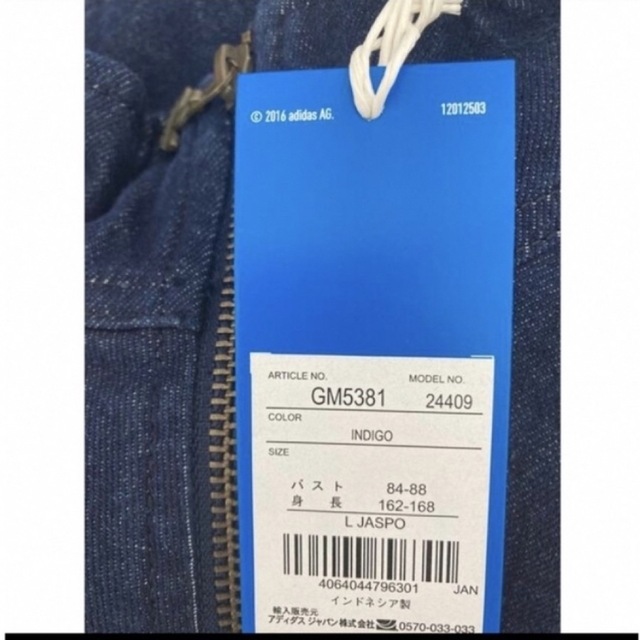 © 2016 adidas AG. 12012503
ARTICLE NO. MODEL NO.
GM5381 24409
COLOR
INDIGO
SIZE
バスト 84-88
身長 162-168
L JASPO
4064044796301 JAN
インドネシア製
輸入販売元
アディダス ジャパン株式会社 0570-033-033